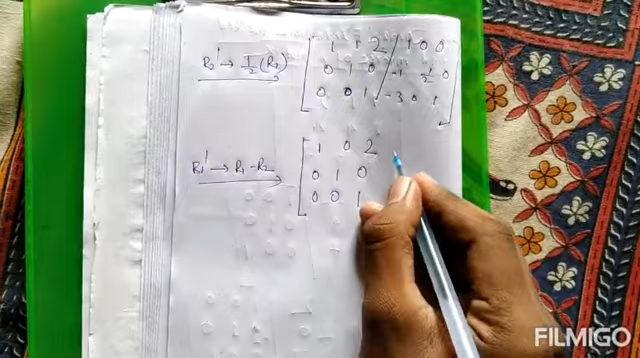 1 1 2 / 1 0 0
R2' → 1/2 (R2) 0 1 0 -1 1/2 0
0 0 1 -3 0 1
1 0 2
R1' → R1 - R2 0 1 0
0 0 1
FILMIGO